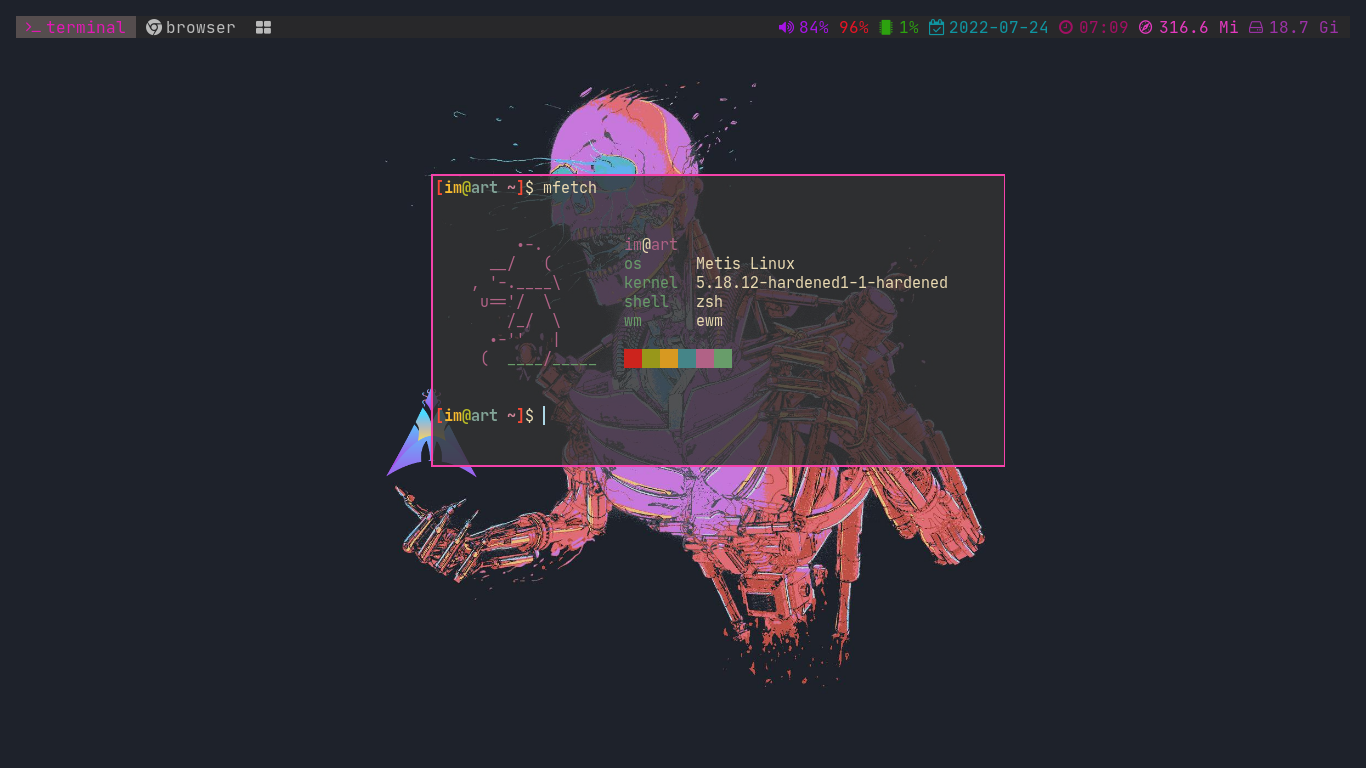 >_ terminal browser 84% 96% 1% 2022-07-24 07:09 316.6 Mi 18.7 Gi
[im@art ~]$ mfetch
im@art
os Metis Linux
kernel 5.18.12-hardened1-1-hardened
shell zsh
wm ewm
[im@art ~]$